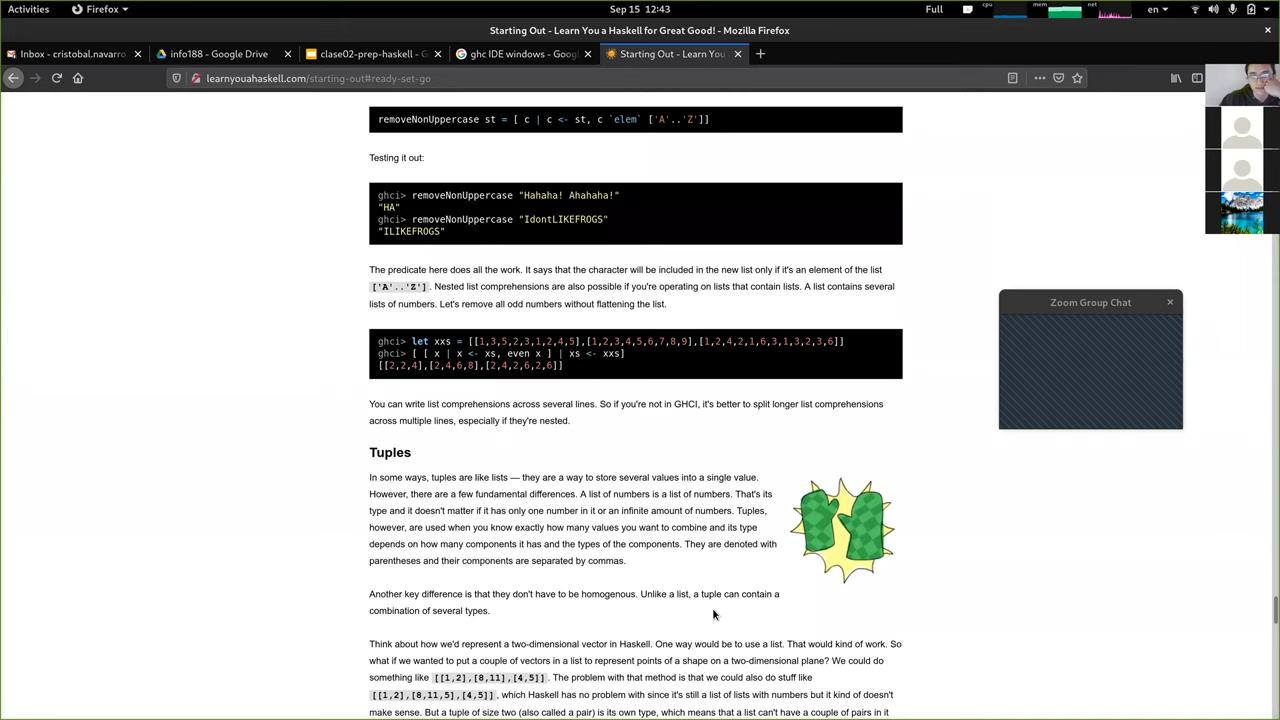 Activities
Firefox
Sep 15 12:43
Full
cpu
mem
net
en
Starting Out - Learn You a Haskell for Great Good! - Mozilla Firefox
Inbox - cristobal.navarro
info188 - Google Drive
clase02-prep-haskell - G
ghc IDE windows - Goog
Starting Out - Learn You
learnyouahaskell.com/starting-out#ready-set-go
removeNonUppercase st = [ c | c <- st, c `elem` ['A'..'Z']]
Testing it out:
ghci> removeNonUppercase "Hahaha! Ahahaha!"
"HA"
ghci> removeNonUppercase "IdontLIKEFROGS"
"ILIKEFROGS"
The predicate here does all the work. It says that the character will be included in the new list only if it's an element of the list
['A'..'Z']. Nested list comprehensions are also possible if you're operating on lists that contain lists. A list contains several
lists of numbers. Let's remove all odd numbers without flattening the list.
ghci> let xxs = [[1,3,5,2,3,1,2,4,5],[1,2,3,4,5,6,7,8,9],[1,2,4,2,1,6,3,1,3,2,3,6]]
ghci> [ [ x | x <- xs, even x ] | xs <- xxs]
[[2,2,4],[2,4,6,8],[2,4,2,6,2,6]]
You can write list comprehensions across several lines. So if you're not in GHCI, it's better to split longer list comprehensions
across multiple lines, especially if they're nested.
Tuples
In some ways, tuples are like lists — they are a way to store several values into a single value.
However, there are a few fundamental differences. A list of numbers is a list of numbers. That's its
type and it doesn't matter if it has only one number in it or an infinite amount of numbers. Tuples,
however, are used when you know exactly how many values you want to combine and its type
depends on how many components it has and the types of the components. They are denoted with
parentheses and their components are separated by commas.
Another key difference is that they don't have to be homogenous. Unlike a list, a tuple can contain a
combination of several types.
Think about how we'd represent a two-dimensional vector in Haskell. One way would be to use a list. That would kind of work. So
what if we wanted to put a couple of vectors in a list to represent points of a shape on a two-dimensional plane? We could do
something like [[1,2],[8,11],[4,5]]. The problem with that method is that we could also do stuff like
[[1,2],[8,11,5],[4,5]], which Haskell has no problem with since it's still a list of lists with numbers but it kind of doesn't
make sense. But a tuple of size two (also called a pair) is its own type, which means that a list can't have a couple of pairs in it
Zoom Group Chat